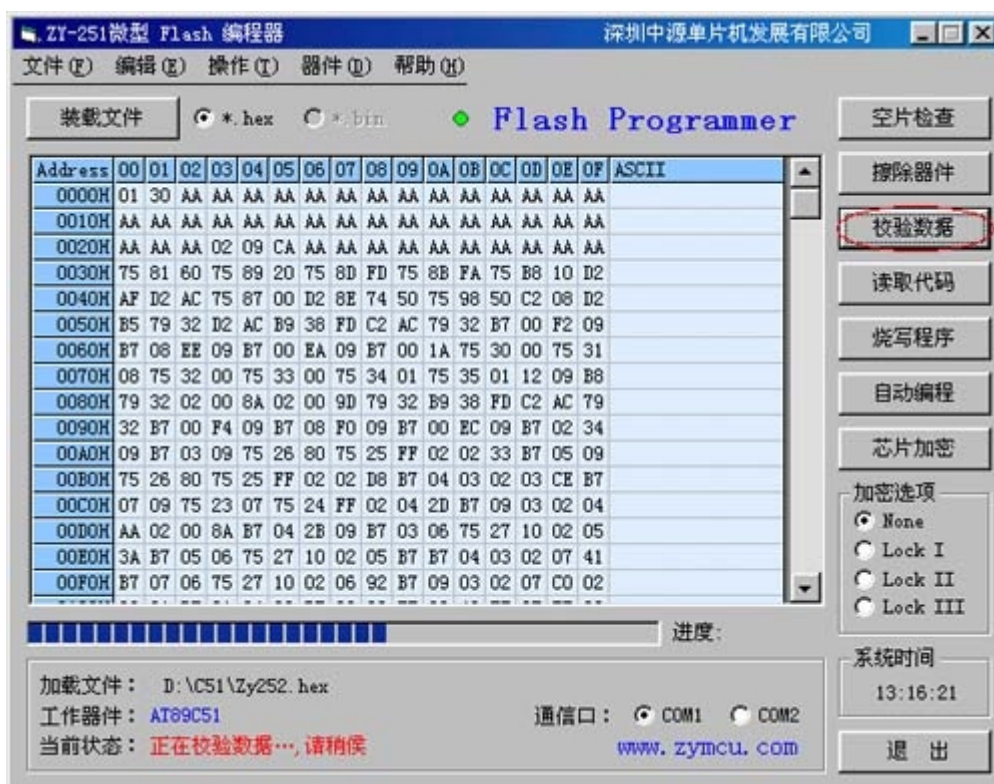 ZY-251微型 Flash 编程器 深圳中源单片机发展有限公司
文件(F) 编辑(E) 操作(T) 器件(D) 帮助(H)
装载文件 *.hex *.bin Flash Programmer 空片检查
擦除器件
校验数据
读取代码
烧写程序
自动编程
芯片加密
Address 00 01 02 03 04 05 06 07 08 09 0A 0B 0C 0D 0E 0F ASCII
0000H 01 30 AA AA AA AA AA AA AA AA AA AA AA AA AA AA
0010H AA AA AA AA AA AA AA AA AA AA AA AA AA AA AA AA
0020H AA AA AA 02 09 CA AA AA AA AA AA AA AA AA AA AA
0030H 75 81 60 75 89 20 75 8D FD 75 8B FA 75 B8 10 D2
0040H AF D2 AC 75 87 00 D2 8E 74 50 75 98 50 C2 08 D2
0050H B5 79 32 D2 AC B9 38 FD C2 AC 79 32 B7 00 F2 09
0060H B7 08 EE 09 B7 00 EA 09 B7 00 1A 75 30 00 75 31
0070H 08 75 32 00 75 33 00 75 34 01 75 35 01 12 09 B8
0080H 79 32 02 00 8A 02 00 9D 79 32 B9 38 FD C2 AC 79
0090H 32 B7 00 F4 09 B7 08 F0 09 B7 00 EC 09 B7 02 34
00A0H 09 B7 03 09 75 26 80 75 25 FF 02 02 33 B7 05 09
00B0H 75 26 80 75 25 FF 02 02 D8 B7 04 03 02 03 CE B7
00C0H 07 09 75 23 07 75 24 FF 02 04 2D B7 09 03 02 04
00D0H AA 02 00 8A B7 04 2B 09 B7 03 06 75 27 10 02 05
00E0H 3A B7 05 06 75 27 10 02 05 B7 B7 04 03 02 07 41
00F0H B7 07 06 75 27 10 02 06 92 B7 09 03 02 07 C0 02
加密选项
None
Lock I
Lock II
Lock III
进度:
加载文件： D:\C51\Zy252.hex
工作器件： AT89C51
通信口： COM1 COM2
当前状态： 正在校验数据…,请稍侯
www.zymcu.com
系统时间
13:16:21
退 出